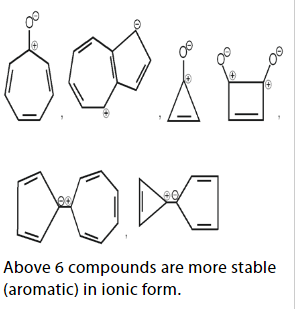 O⊖
⊕
⊖
⊕
O⊖
⊕
O⊖ O⊖
⊕
⊕
, , , ,
⊖⊕
,
⊕⊖
Above 6 compounds are more stable
(aromatic) in ionic form.